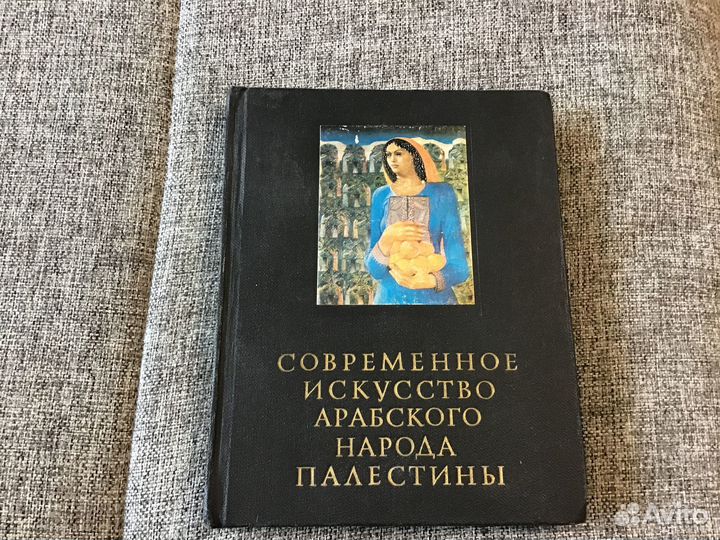 СОВРЕМЕННОЕ
ИСКУССТВО
АРАБСКОГО
НАРОДА
ПАЛЕСТИНЫ
Avito